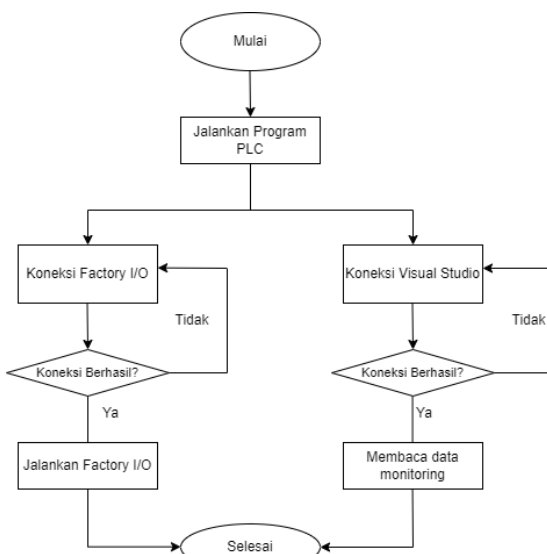 Mulai
Jalankan Program
PLC
Koneksi Factory I/O
Koneksi Visual Studio
Tidak
Tidak
Koneksi Berhasil?
Koneksi Berhasil?
Ya
Ya
Jalankan Factory I/O
Membaca data
monitoring
Selesai